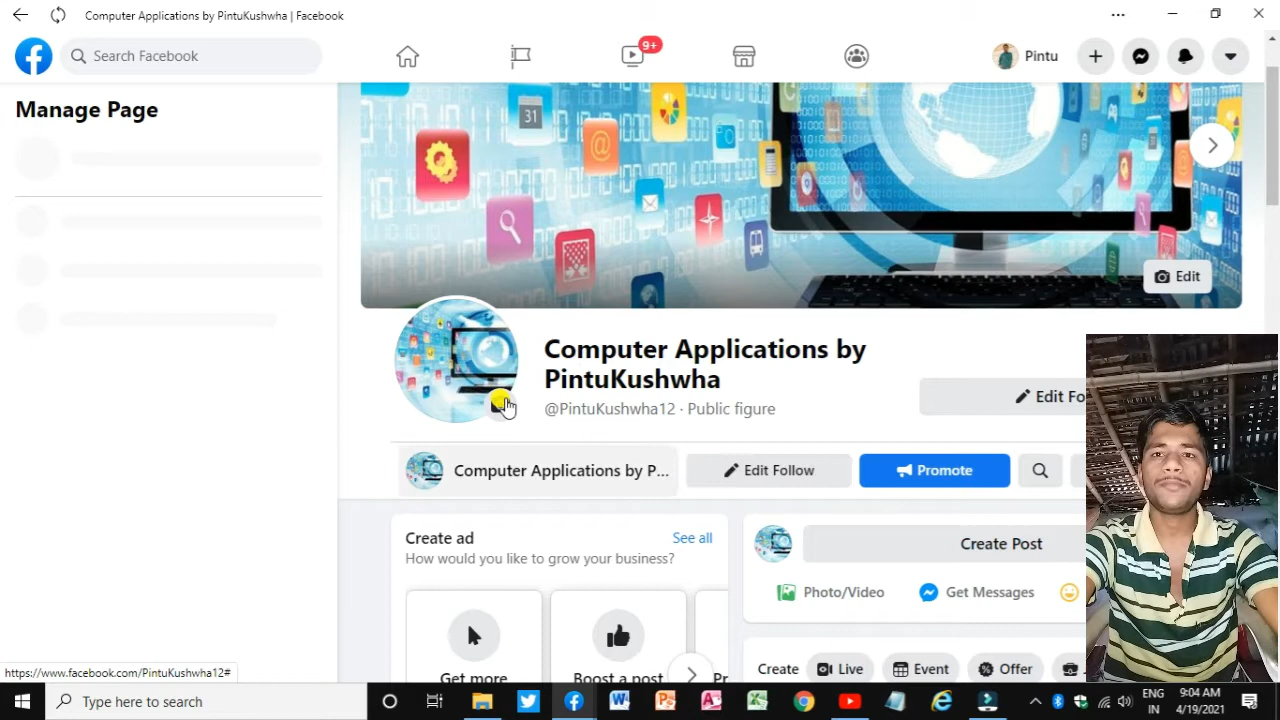 Computer Applications by PintuKushwha | Facebook
Search Facebook
9+
Pintu
Manage Page
31
Edit
Computer Applications by
PintuKushwha
@PintuKushwha12 · Public figure
Edit Fo
Computer Applications by P...
Edit Follow
Promote
Create ad
See all
How would you like to grow your business?
Create Post
Photo/Video
Get Messages
Get more
Boost a post
Pr
Create
Live
Event
Offer
https://www.facebook.com/PintuKushwha12#
Type here to search
ENG
IN
9:04 AM
4/19/2021